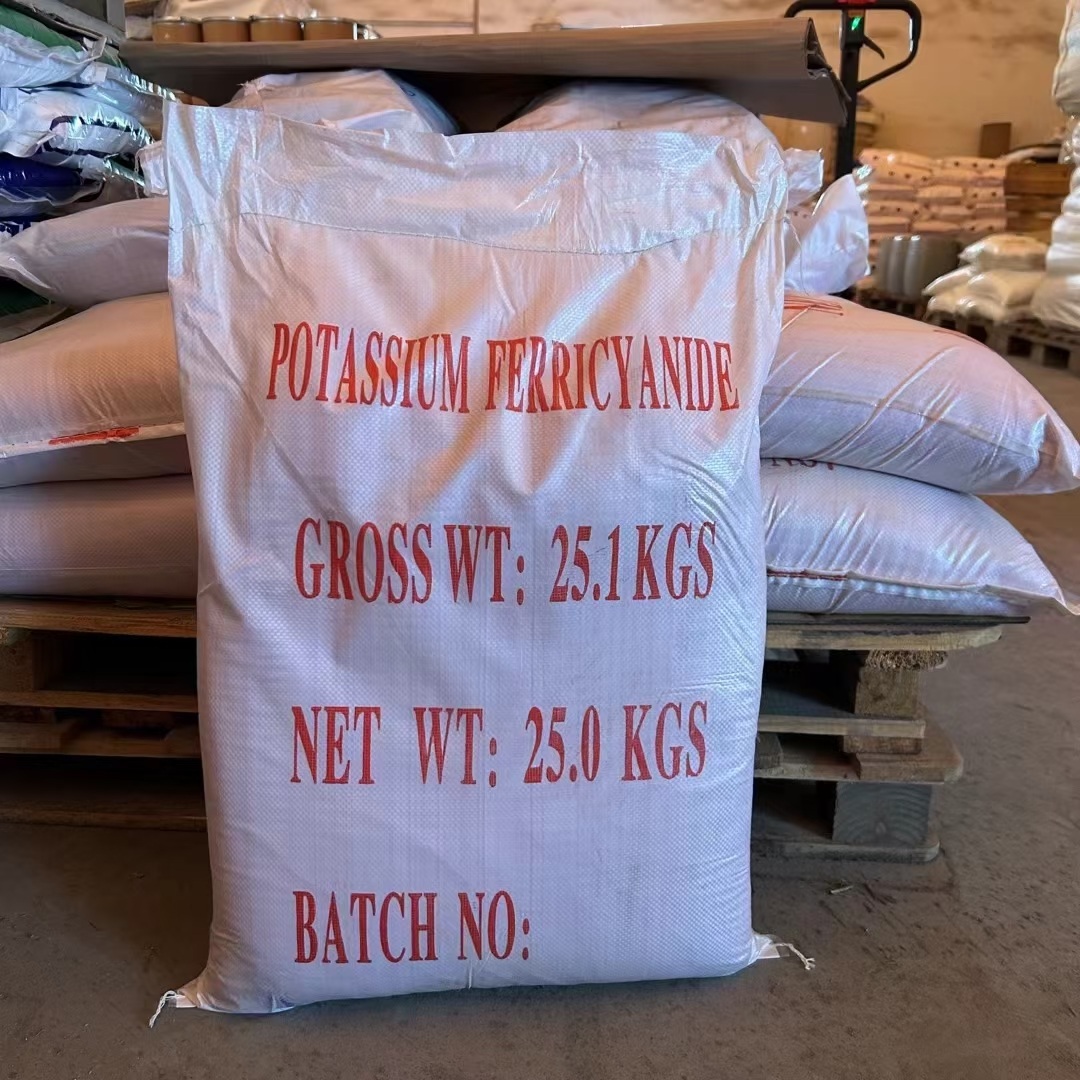 POTASSIUM FERRICYANIDE
GROSS WT: 25.1 KGS
NET WT: 25.0 KGS
BATCH NO: